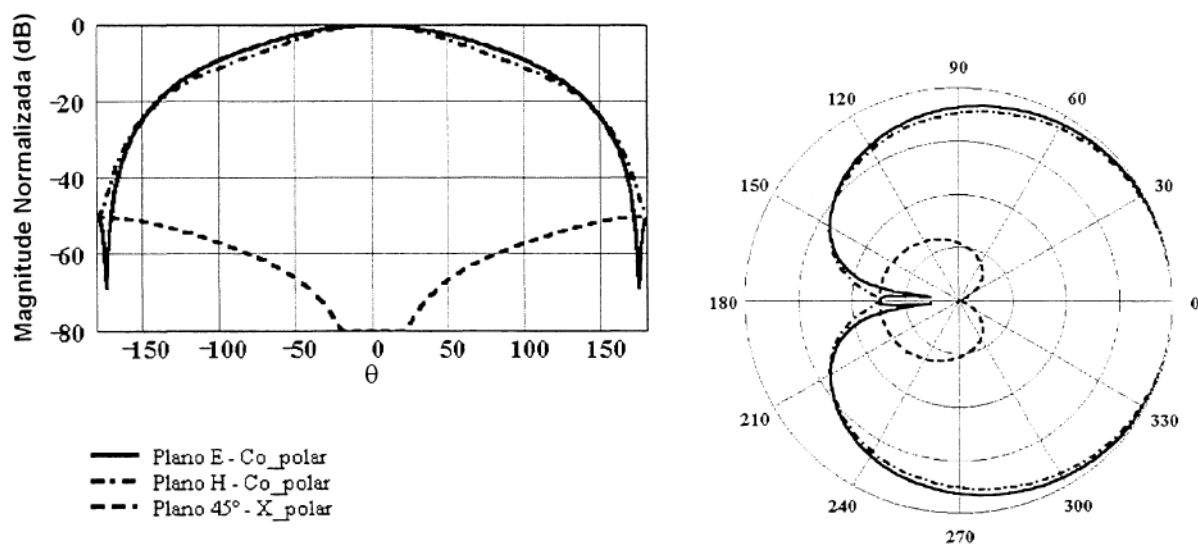 Magnitude Normalizada (dB)
0
−20
−40
−60
−80
−150 −100 −50 0 50 100 150
θ
Plano E - Co_polar
Plano H - Co_polar
Plano 45º - X_polar
90
120 60
150 30
180 0
210 330
240 300
270